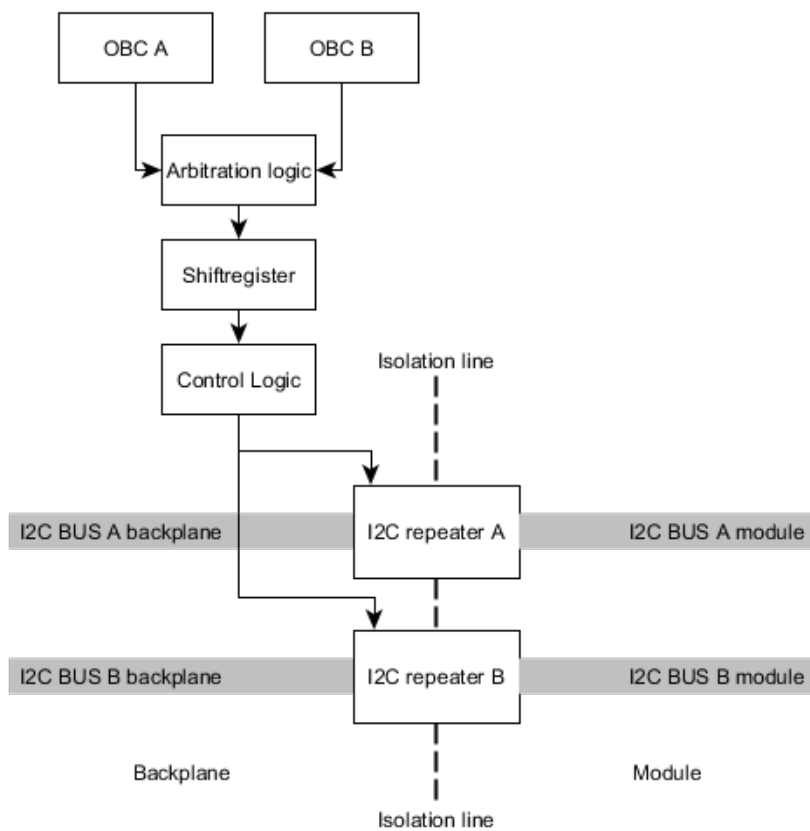 OBC A
OBC B
Arbitration logic
Shiftregister
Control Logic
Isolation line
I2C BUS A backplane
I2C repeater A
I2C BUS A module
I2C BUS B backplane
I2C repeater B
I2C BUS B module
Backplane
Module
Isolation line